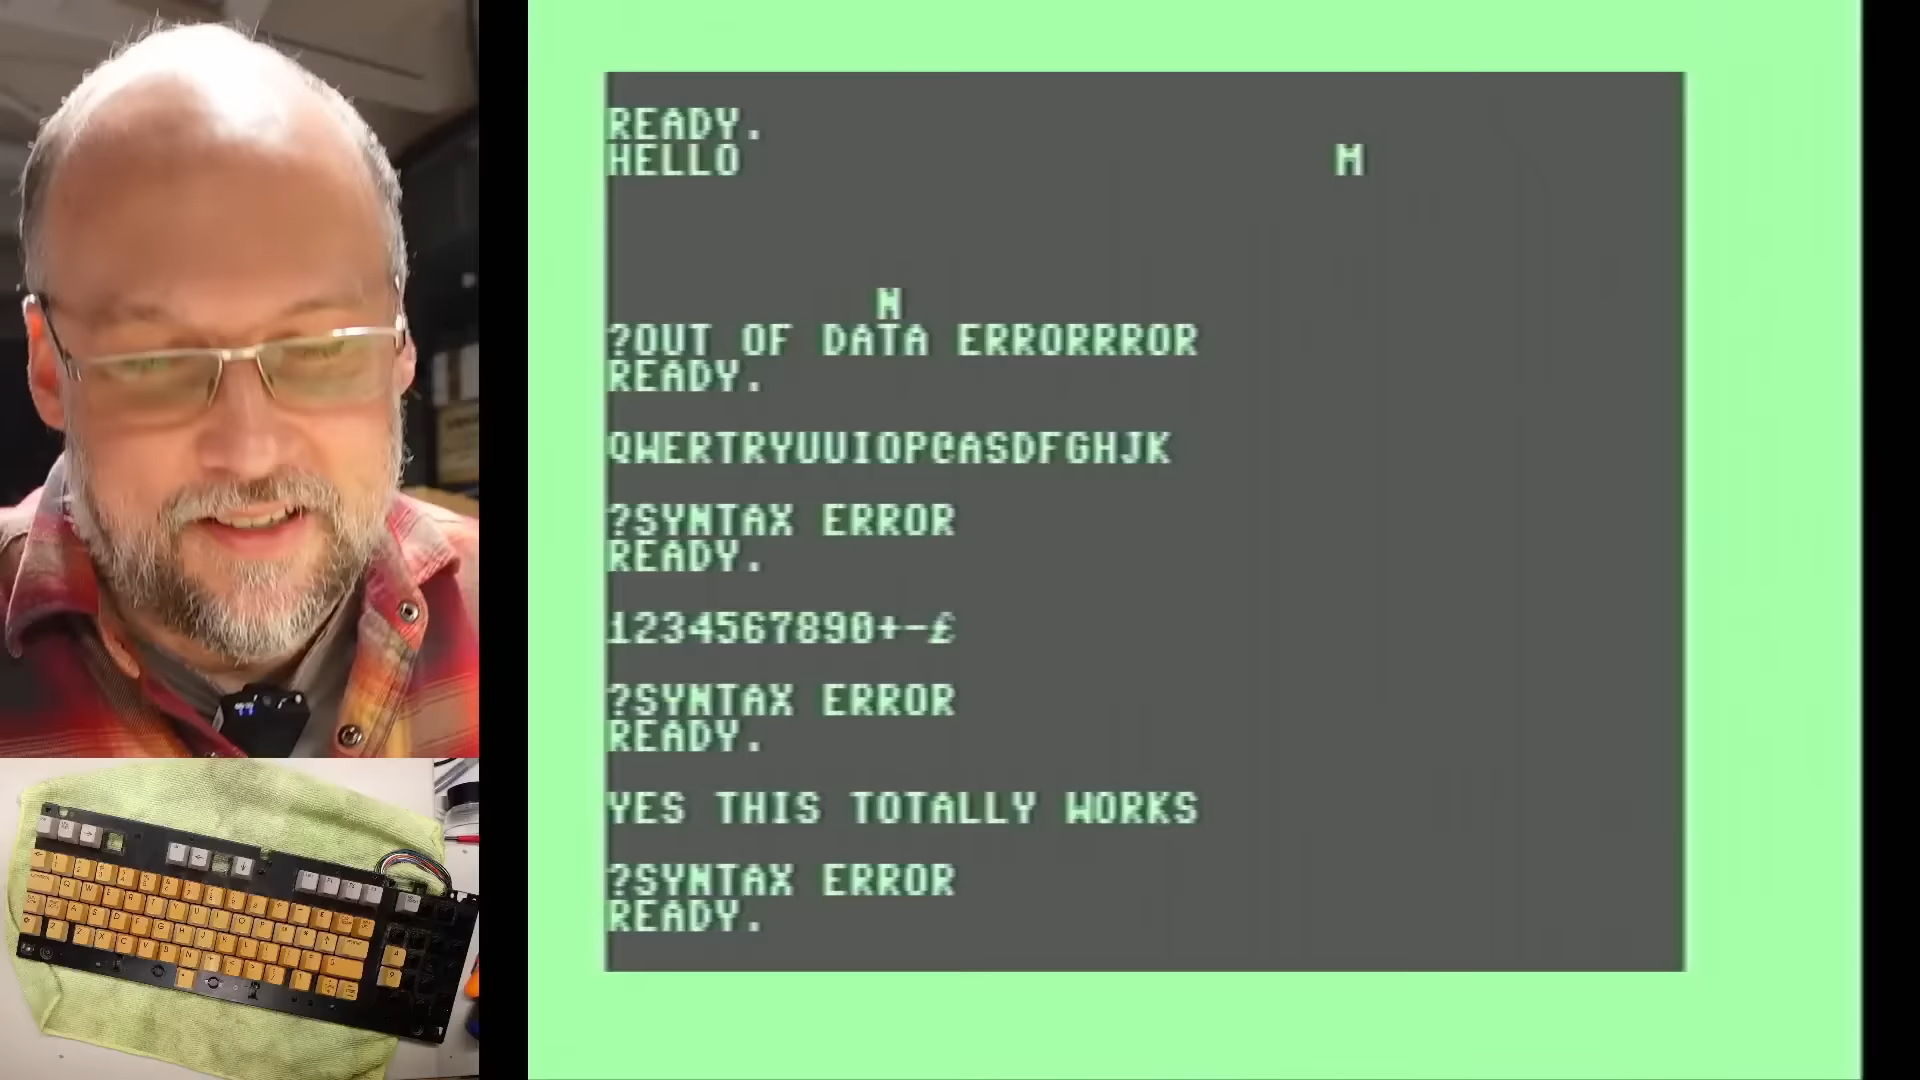 READY.
HELLO M
M
?OUT OF DATA ERRORRROR
READY.
QWERTRYUUIOP@ASDFGHJK
?SYNTAX ERROR
READY.
1234567890+-£
?SYNTAX ERROR
READY.
YES THIS TOTALLY WORKS
?SYNTAX ERROR
READY.